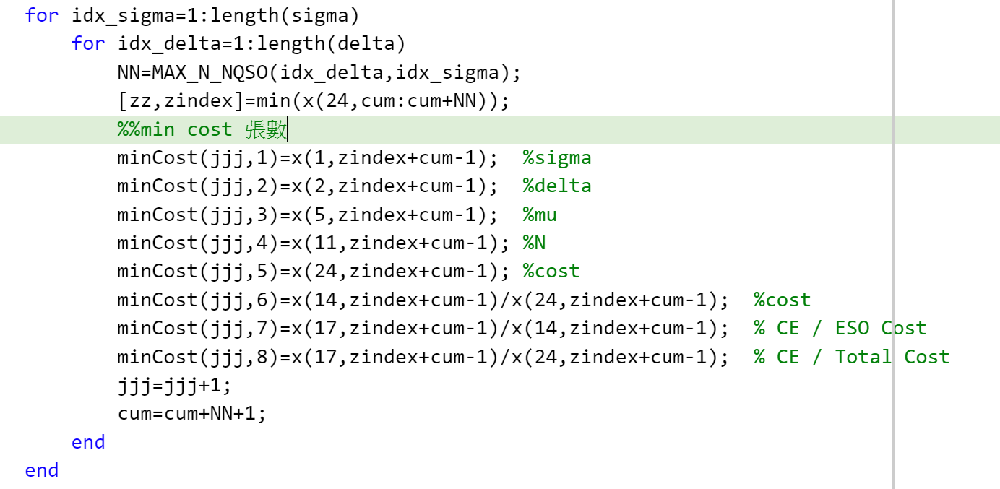 for idx_sigma=1:length(sigma)
    for idx_delta=1:length(delta)
        NN=MAX_N_NQSO(idx_delta,idx_sigma);
        [zz,zindex]=min(x(24,cum:cum+NN));
        %%min cost 張數
        minCost(jjj,1)=x(1,zindex+cum-1);  %sigma
        minCost(jjj,2)=x(2,zindex+cum-1);  %delta
        minCost(jjj,3)=x(5,zindex+cum-1);  %mu
        minCost(jjj,4)=x(11,zindex+cum-1); %N
        minCost(jjj,5)=x(24,zindex+cum-1); %cost
        minCost(jjj,6)=x(14,zindex+cum-1)/x(24,zindex+cum-1);  %cost
        minCost(jjj,7)=x(17,zindex+cum-1)/x(14,zindex+cum-1);  % CE / ESO Cost
        minCost(jjj,8)=x(17,zindex+cum-1)/x(24,zindex+cum-1);  % CE / Total Cost
        jjj=jjj+1;
        cum=cum+NN+1;
    end
end